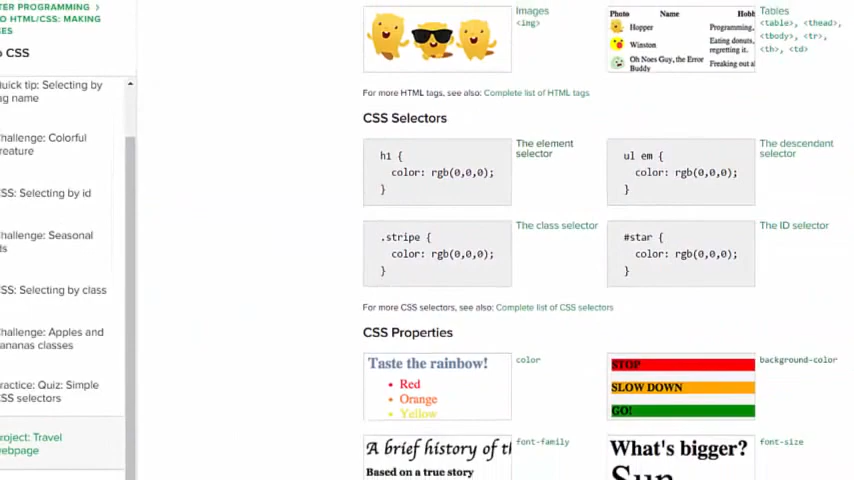 TER PROGRAMMING >
O HTML/CSS: MAKING
GES
o CSS
uick tip: Selecting by
ag name
hallenge: Colorful
reature
SS: Selecting by id
hallenge: Seasonal
ds
SS: Selecting by class
hallenge: Apples and
ananas classes
ractice: Quiz: Simple
CSS selectors
roject: Travel
webpage
Images
<img>
Photo Name Hobb
Hopper Programming,
Winston Eating donuts,
regretting it.
Oh Noes Guy, the Error
Buddy Freaking out a
Tables
<table>, <thead>,
<tbody>, <tr>,
<th>, <td>
For more HTML tags, see also: Complete list of HTML tags
CSS Selectors
h1 {
color: rgb(0,0,0);
}
The element
selector
ul em {
color: rgb(0,0,0);
}
The descendant
selector
.stripe {
color: rgb(0,0,0);
}
The class selector
#star {
color: rgb(0,0,0);
}
The ID selector
For more CSS selectors, see also: Complete list of CSS selectors
CSS Properties
Taste the rainbow!
• Red
• Orange
• Yellow
color
STOP
SLOW DOWN
GO!
background-color
A brief history of th
Based on a true story
font-family
What's bigger?
Sun
font-size